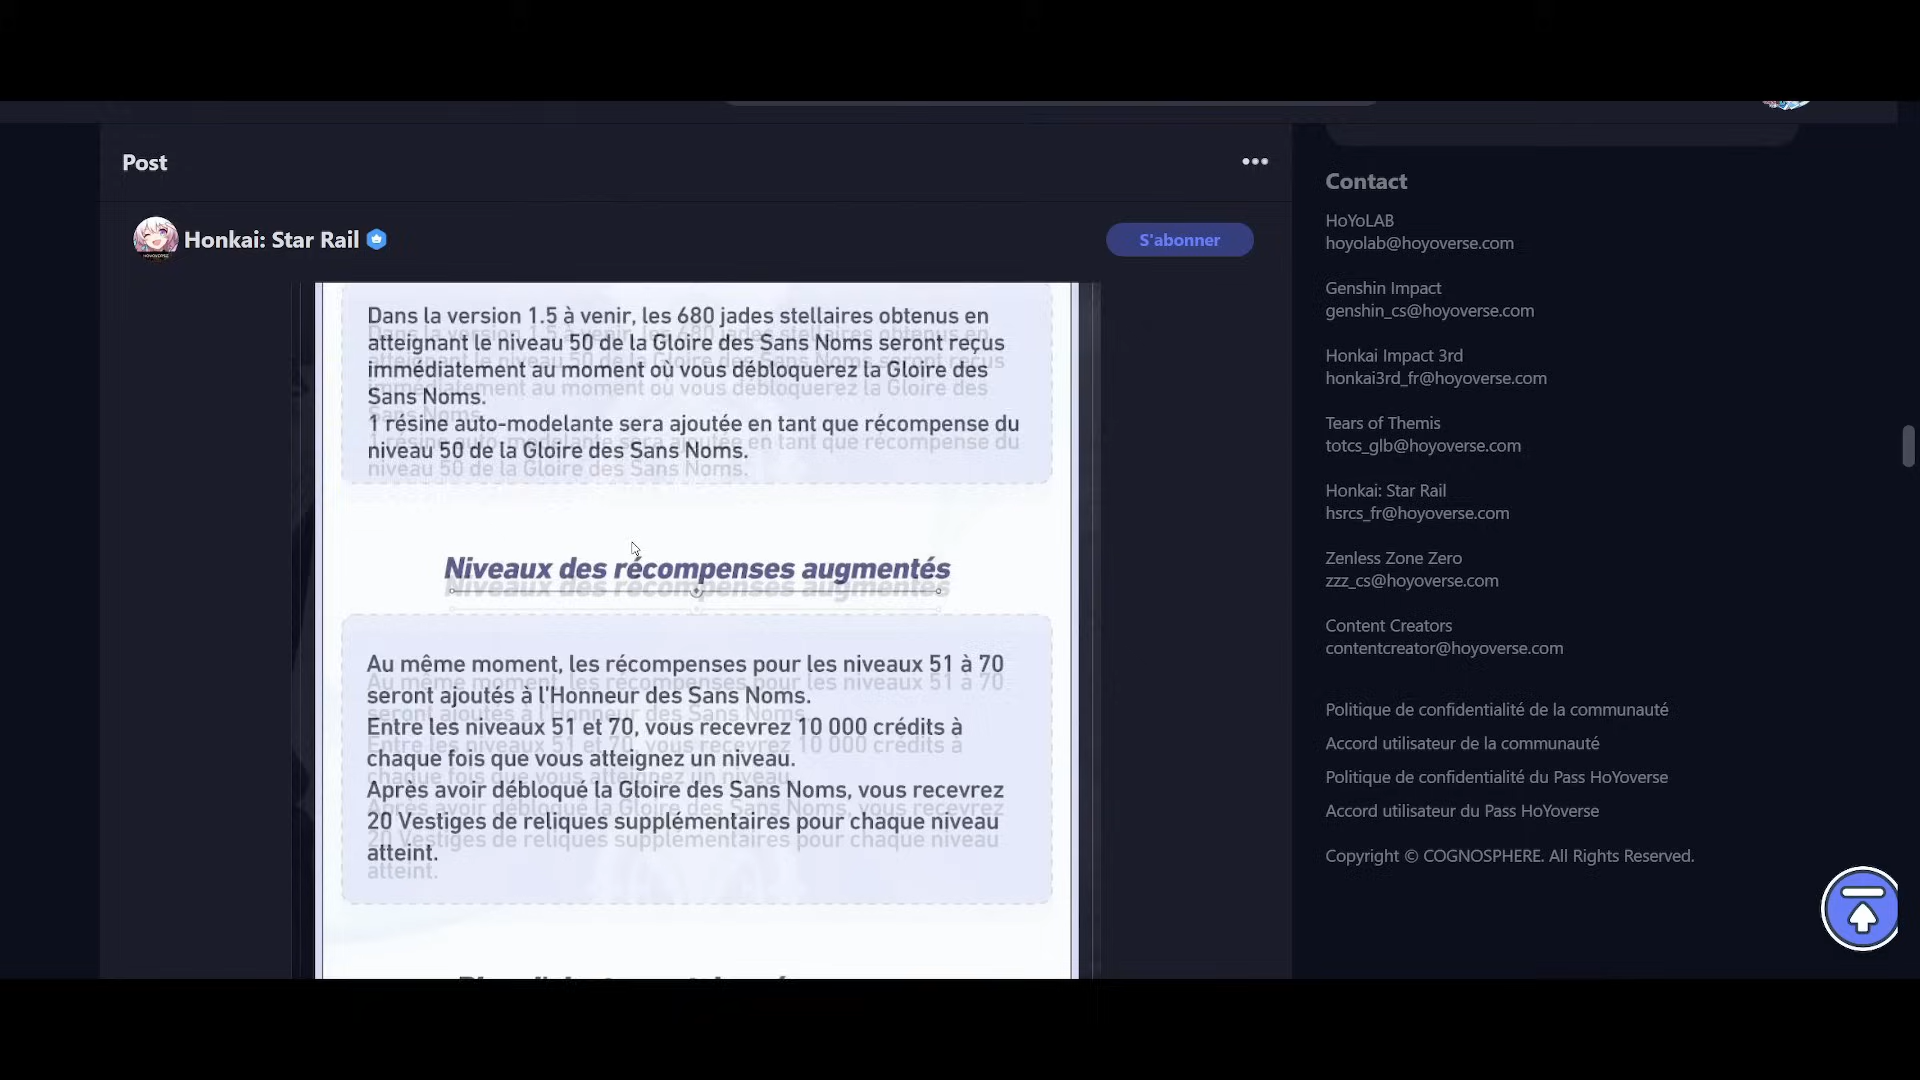 Post
Honkai: Star Rail
S'abonner
Dans la version 1.5 à venir, les 680 jades stellaires obtenus en
atteignant le niveau 50 de la Gloire des Sans Noms seront reçus
immédiatement au moment où vous débloquerez la Gloire des
Sans Noms.
1 résine auto-modelante sera ajoutée en tant que récompense du
niveau 50 de la Gloire des Sans Noms.
Niveaux des récompenses augmentés
Au même moment, les récompenses pour les niveaux 51 à 70
seront ajoutés à l'Honneur des Sans Noms.
Entre les niveaux 51 et 70, vous recevrez 10 000 crédits à
chaque fois que vous atteignez un niveau.
Après avoir débloqué la Gloire des Sans Noms, vous recevrez
20 Vestiges de reliques supplémentaires pour chaque niveau
atteint.
Contact
HoYoLAB
hoyolab@hoyoverse.com
Genshin Impact
genshin_cs@hoyoverse.com
Honkai Impact 3rd
honkai3rd_fr@hoyoverse.com
Tears of Themis
totcs_glb@hoyoverse.com
Honkai: Star Rail
hsrcs_fr@hoyoverse.com
Zenless Zone Zero
zzz_cs@hoyoverse.com
Content Creators
contentcreator@hoyoverse.com
Politique de confidentialité de la communauté
Accord utilisateur de la communauté
Politique de confidentialité du Pass HoYoverse
Accord utilisateur du Pass HoYoverse
Copyright © COGNOSPHERE. All Rights Reserved.